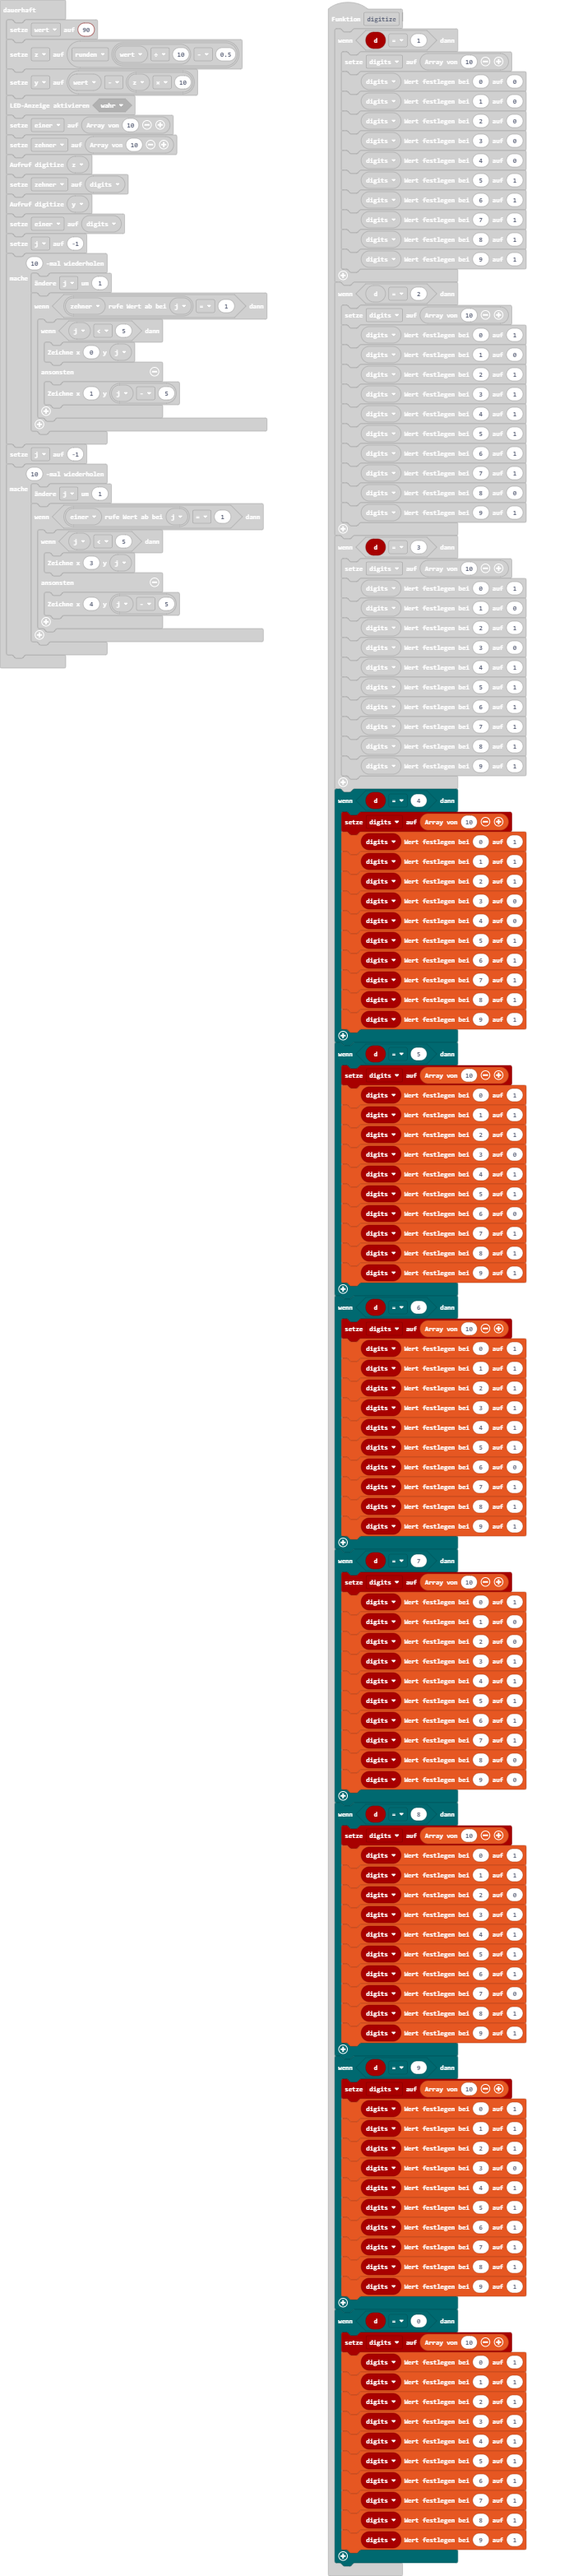 dauerhaft
setze wert auf 90
setze z auf runden wert ÷ 10 - 0.5
setze y auf wert - z × 10
LED-Anzeige aktivieren wahr
setze einer auf Array von 10
setze zehner auf Array von 10
Aufruf digitize z
setze zehner auf digits
Aufruf digitize y
setze einer auf digits
setze j auf -1
10 -mal wiederholen
mache
ändere j um 1
wenn zehner rufe Wert ab bei j = 1 dann
wenn j < 5 dann
Zeichne x 0 y j
ansonsten
Zeichne x 1 y j - 5
setze j auf -1
10 -mal wiederholen
mache
ändere j um 1
wenn einer rufe Wert ab bei j = 1 dann
wenn j < 5 dann
Zeichne x 3 y j
ansonsten
Zeichne x 4 y j - 5
Funktion digitize
wenn d = 1 dann
setze digits auf Array von 10
digits Wert festlegen bei 0 auf 0
digits Wert festlegen bei 1 auf 0
digits Wert festlegen bei 2 auf 0
digits Wert festlegen bei 3 auf 0
digits Wert festlegen bei 4 auf 0
digits Wert festlegen bei 5 auf 1
digits Wert festlegen bei 6 auf 1
digits Wert festlegen bei 7 auf 1
digits Wert festlegen bei 8 auf 1
digits Wert festlegen bei 9 auf 1
wenn d = 2 dann
setze digits auf Array von 10
digits Wert festlegen bei 0 auf 1
digits Wert festlegen bei 1 auf 0
digits Wert festlegen bei 2 auf 1
digits Wert festlegen bei 3 auf 1
digits Wert festlegen bei 4 auf 1
digits Wert festlegen bei 5 auf 1
digits Wert festlegen bei 6 auf 1
digits Wert festlegen bei 7 auf 1
digits Wert festlegen bei 8 auf 0
digits Wert festlegen bei 9 auf 1
wenn d = 3 dann
setze digits auf Array von 10
digits Wert festlegen bei 0 auf 1
digits Wert festlegen bei 1 auf 0
digits Wert festlegen bei 2 auf 1
digits Wert festlegen bei 3 auf 0
digits Wert festlegen bei 4 auf 1
digits Wert festlegen bei 5 auf 1
digits Wert festlegen bei 6 auf 1
digits Wert festlegen bei 7 auf 1
digits Wert festlegen bei 8 auf 1
digits Wert festlegen bei 9 auf 1
wenn d = 4 dann
setze digits auf Array von 10
digits Wert festlegen bei 0 auf 1
digits Wert festlegen bei 1 auf 1
digits Wert festlegen bei 2 auf 1
digits Wert festlegen bei 3 auf 0
digits Wert festlegen bei 4 auf 0
digits Wert festlegen bei 5 auf 1
digits Wert festlegen bei 6 auf 1
digits Wert festlegen bei 7 auf 1
digits Wert festlegen bei 8 auf 1
digits Wert festlegen bei 9 auf 1
wenn d = 5 dann
setze digits auf Array von 10
digits Wert festlegen bei 0 auf 1
digits Wert festlegen bei 1 auf 1
digits Wert festlegen bei 2 auf 1
digits Wert festlegen bei 3 auf 0
digits Wert festlegen bei 4 auf 1
digits Wert festlegen bei 5 auf 1
digits Wert festlegen bei 6 auf 0
digits Wert festlegen bei 7 auf 1
digits Wert festlegen bei 8 auf 1
digits Wert festlegen bei 9 auf 1
wenn d = 6 dann
setze digits auf Array von 10
digits Wert festlegen bei 0 auf 1
digits Wert festlegen bei 1 auf 1
digits Wert festlegen bei 2 auf 1
digits Wert festlegen bei 3 auf 1
digits Wert festlegen bei 4 auf 1
digits Wert festlegen bei 5 auf 1
digits Wert festlegen bei 6 auf 0
digits Wert festlegen bei 7 auf 1
digits Wert festlegen bei 8 auf 1
digits Wert festlegen bei 9 auf 1
wenn d = 7 dann
setze digits auf Array von 10
digits Wert festlegen bei 0 auf 1
digits Wert festlegen bei 1 auf 0
digits Wert festlegen bei 2 auf 0
digits Wert festlegen bei 3 auf 1
digits Wert festlegen bei 4 auf 1
digits Wert festlegen bei 5 auf 1
digits Wert festlegen bei 6 auf 1
digits Wert festlegen bei 7 auf 1
digits Wert festlegen bei 8 auf 0
digits Wert festlegen bei 9 auf 0
wenn d = 8 dann
setze digits auf Array von 10
digits Wert festlegen bei 0 auf 1
digits Wert festlegen bei 1 auf 1
digits Wert festlegen bei 2 auf 0
digits Wert festlegen bei 3 auf 1
digits Wert festlegen bei 4 auf 1
digits Wert festlegen bei 5 auf 1
digits Wert festlegen bei 6 auf 1
digits Wert festlegen bei 7 auf 0
digits Wert festlegen bei 8 auf 1
digits Wert festlegen bei 9 auf 1
wenn d = 9 dann
setze digits auf Array von 10
digits Wert festlegen bei 0 auf 1
digits Wert festlegen bei 1 auf 1
digits Wert festlegen bei 2 auf 1
digits Wert festlegen bei 3 auf 0
digits Wert festlegen bei 4 auf 1
digits Wert festlegen bei 5 auf 1
digits Wert festlegen bei 6 auf 1
digits Wert festlegen bei 7 auf 1
digits Wert festlegen bei 8 auf 1
digits Wert festlegen bei 9 auf 1
wenn d = 0 dann
setze digits auf Array von 10
digits Wert festlegen bei 0 auf 1
digits Wert festlegen bei 1 auf 1
digits Wert festlegen bei 2 auf 1
digits Wert festlegen bei 3 auf 1
digits Wert festlegen bei 4 auf 1
digits Wert festlegen bei 5 auf 1
digits Wert festlegen bei 6 auf 1
digits Wert festlegen bei 7 auf 1
digits Wert festlegen bei 8 auf 1
digits Wert festlegen bei 9 auf 1